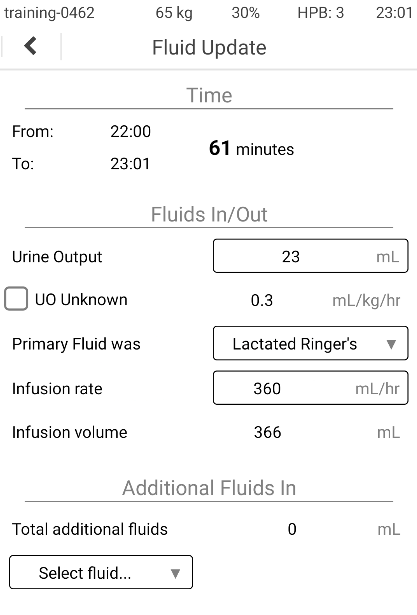 training-0462 65 kg 30% HPB: 3 23:01
Fluid Update
Time
From: 22:00
61 minutes
To: 23:01
Fluids In/Out
Urine Output 23 mL
UO Unknown 0.3 mL/kg/hr
Primary Fluid was Lactated Ringer's
Infusion rate 360 mL/hr
Infusion volume 366 mL
Additional Fluids In
Total additional fluids 0 mL
Select fluid...